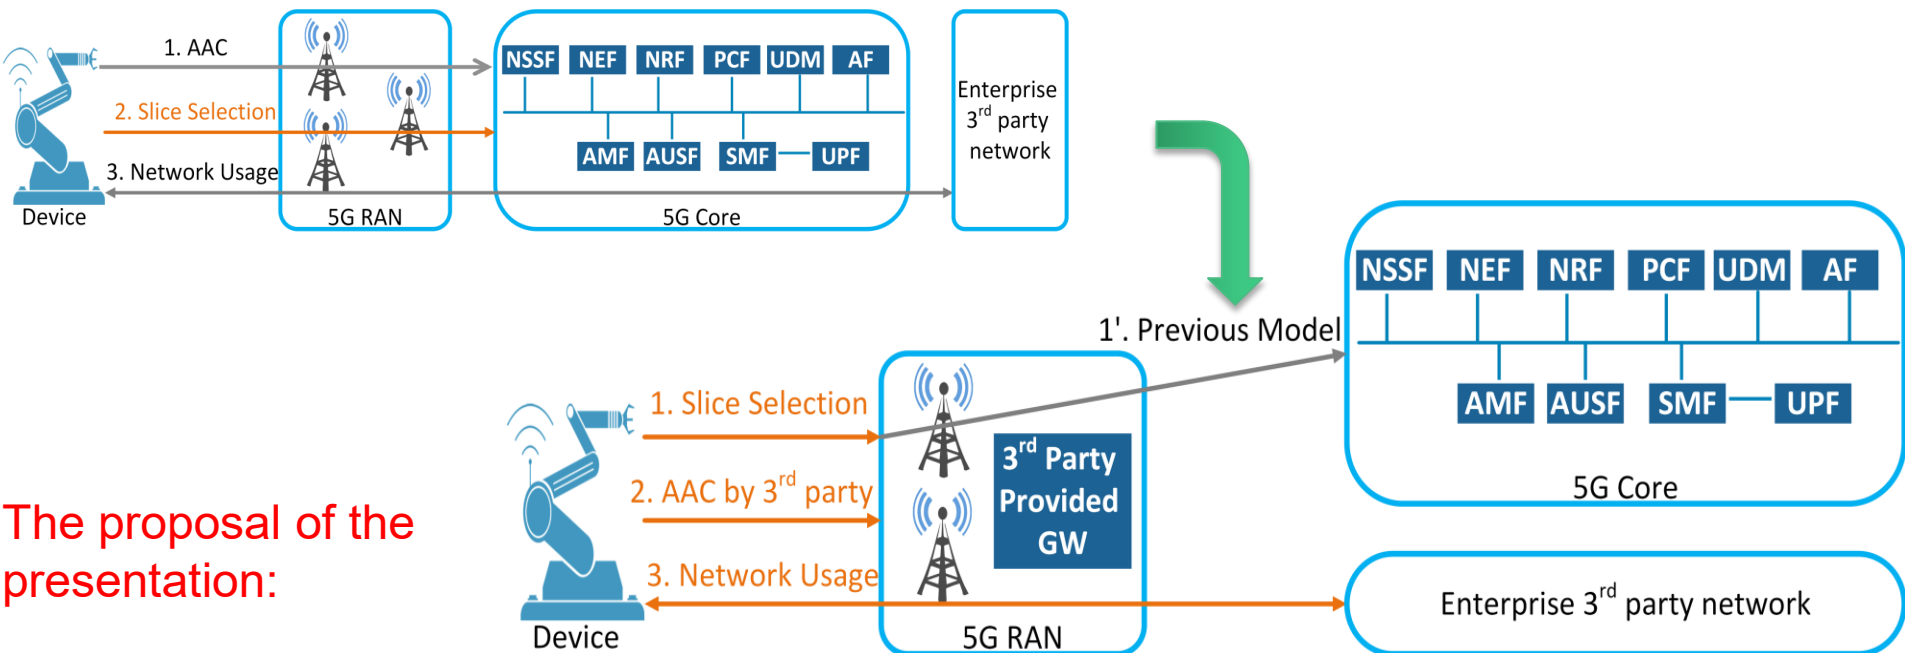 1. AAC
2. Slice Selection
3. Network Usage
Device
5G RAN
NSSF NEF NRF PCF UDM AF
AMF AUSF SMF UPF
5G Core
Enterprise
3rd party
network
1'. Previous Model
NSSF NEF NRF PCF UDM AF
AMF AUSF SMF UPF
5G Core
1. Slice Selection
2. AAC by 3rd party
3. Network Usage
3rd Party
Provided
GW
Device
5G RAN
Enterprise 3rd party network
The proposal of the
presentation: